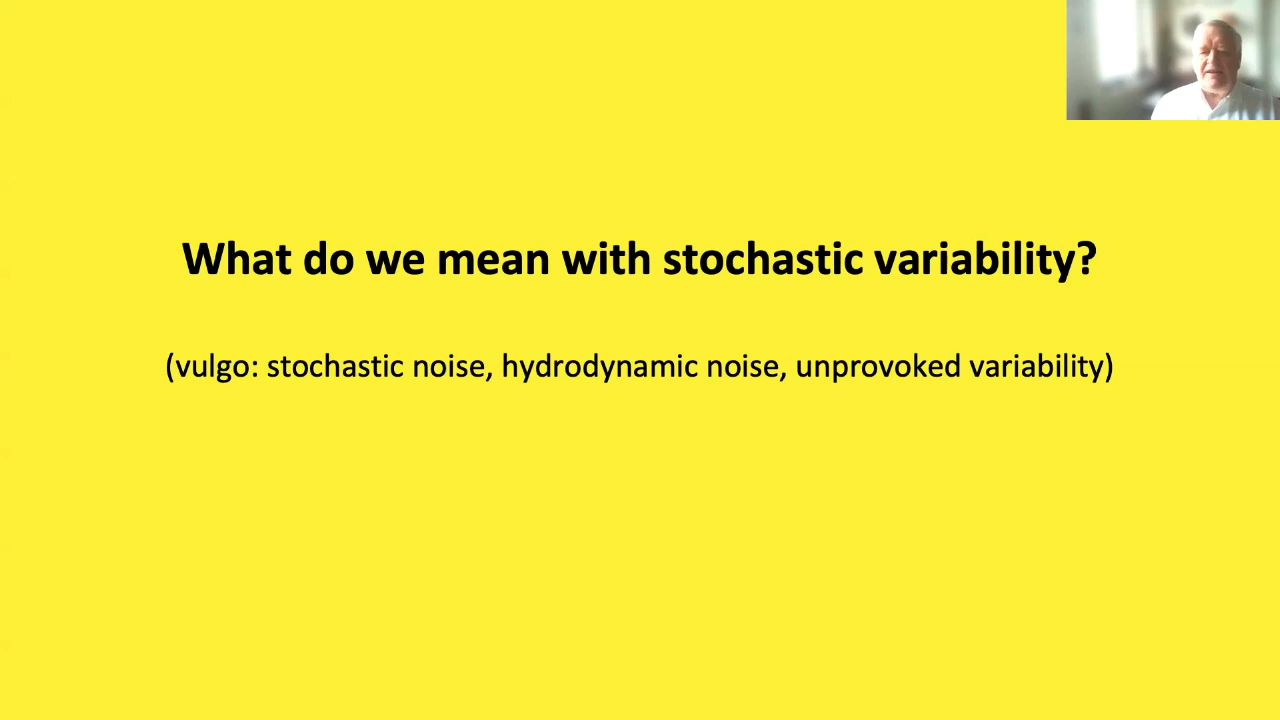 What do we mean with stochastic variability?
(vulgo: stochastic noise, hydrodynamic noise, unprovoked variability)